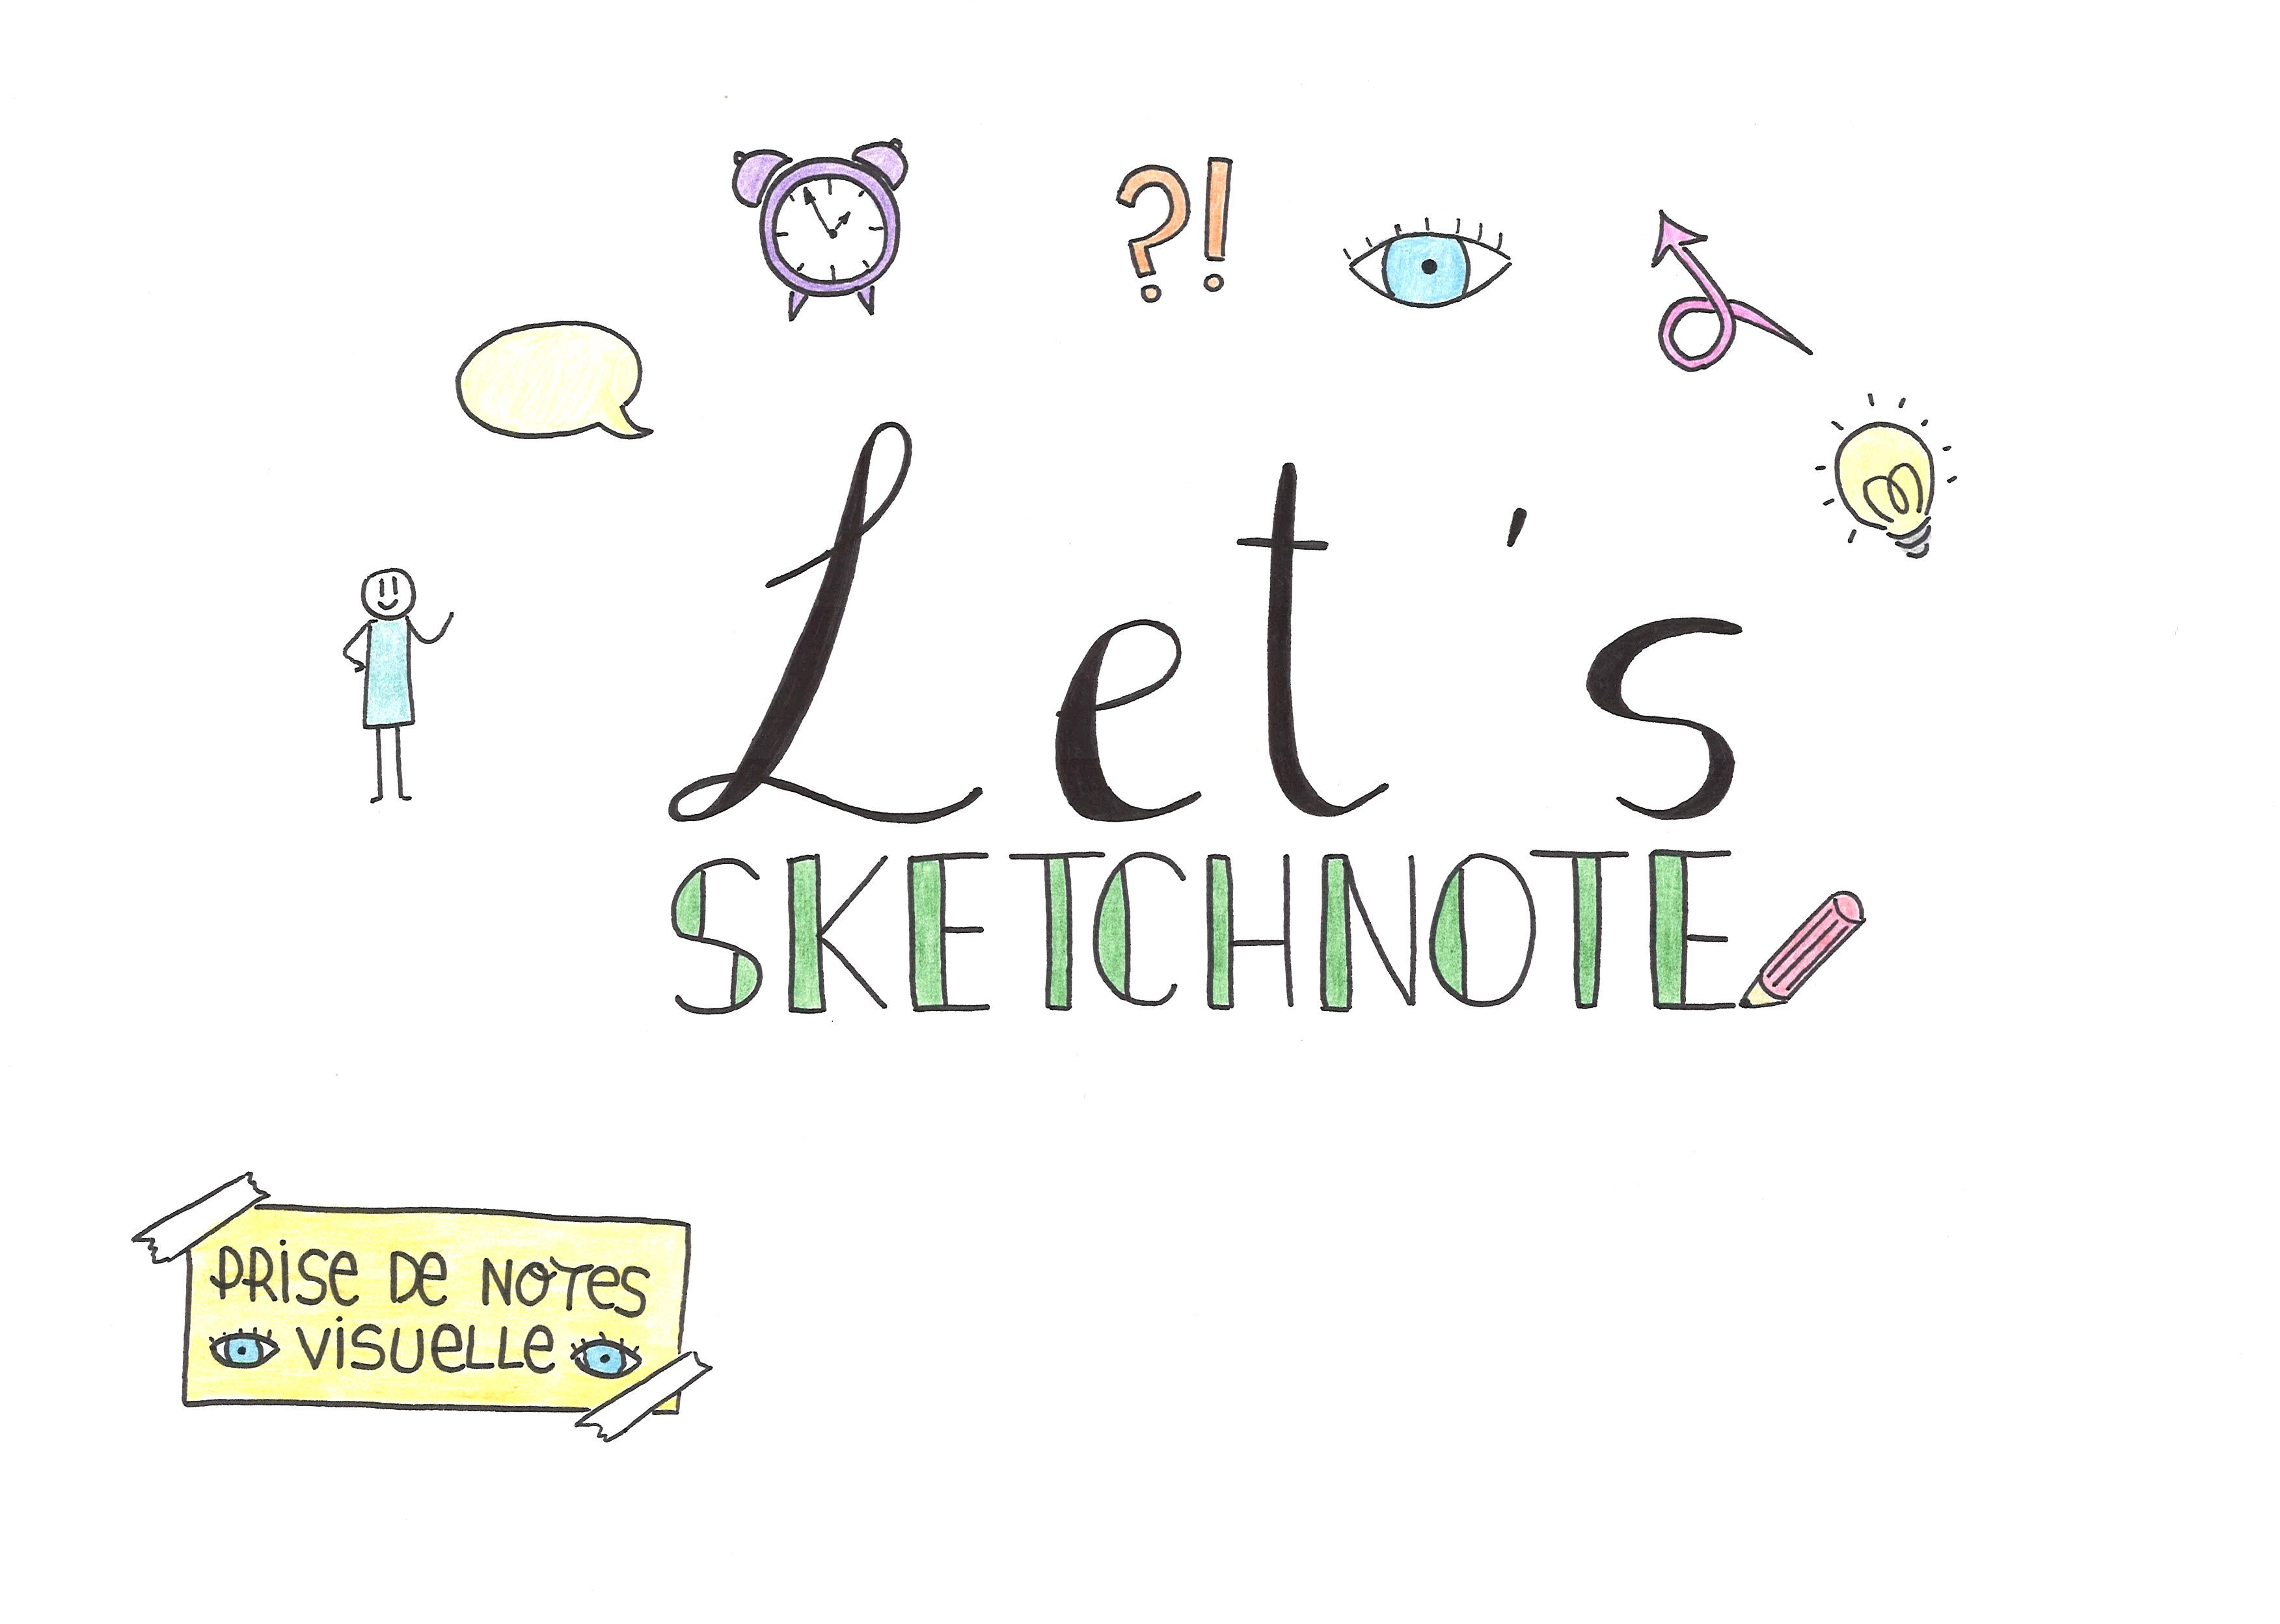 ?!
Let's
SKETCHNOTE
PRISE DE NOTES
VISUELLE